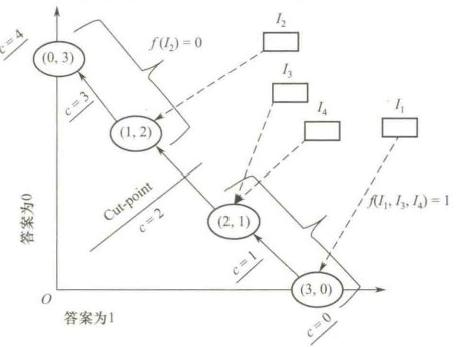 I₂
c = 4
f(I₂) = 0
(0, 3)
I₃
c = 3
I₄
I₁
(1, 2)
Cut-point
f(I₁, I₃, I₄) = 1
c = 2
(2, 1)
答案为0
c = 1
(3, 0)
O
答案为1
c = 0